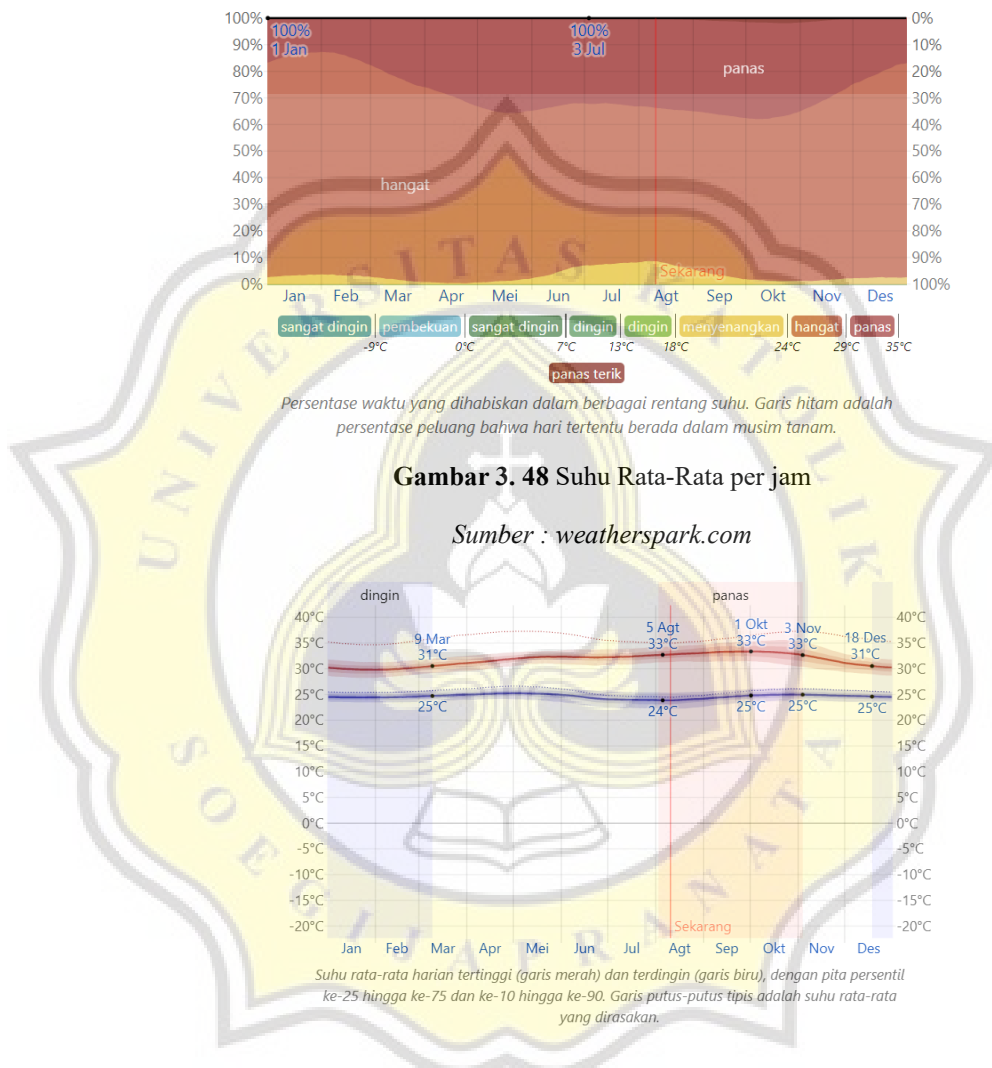 100% 0%
100% 100%
1 Jan 3 Jul
90% 10%
80% panas 20%
70% 30%
60% 40%
50% 50%
40% hangat 60%
30% 70%
20% 80%
10% 90%
Sekarang
0% 100%
Jan Feb Mar Apr Mei Jun Jul Agt Sep Okt Nov Des
sangat dingin pembekuan sangat dingin dingin dingin menyenangkan hangat panas
-9°C 0°C 7°C 13°C 18°C 24°C 29°C 35°C
panas terik
Persentase waktu yang dihabiskan dalam berbagai rentang suhu. Garis hitam adalah
persentase peluang bahwa hari tertentu berada dalam musim tanam.
Gambar 3. 48 Suhu Rata-Rata per jam
Sumber : weatherspark.com
dingin panas
40°C 40°C
9 Mar 5 Agt 1 Okt 3 Nov 18 Des
35°C 35°C
31°C 33°C 33°C 33°C 31°C
30°C 30°C
25°C 25°C
25°C 24°C 25°C 25°C 25°C
20°C 20°C
15°C 15°C
10°C 10°C
5°C 5°C
0°C 0°C
-5°C -5°C
-10°C -10°C
-15°C -15°C
-20°C Sekarang -20°C
Jan Feb Mar Apr Mei Jun Jul Agt Sep Okt Nov Des
Suhu rata-rata harian tertinggi (garis merah) dan terdingin (garis biru), dengan pita persentil
ke-25 hingga ke-75 dan ke-10 hingga ke-90. Garis putus-putus tipis adalah suhu rata-rata
yang dirasakan.
UNIVERSITAS KATOLIK
SOEGIJAPRANATA